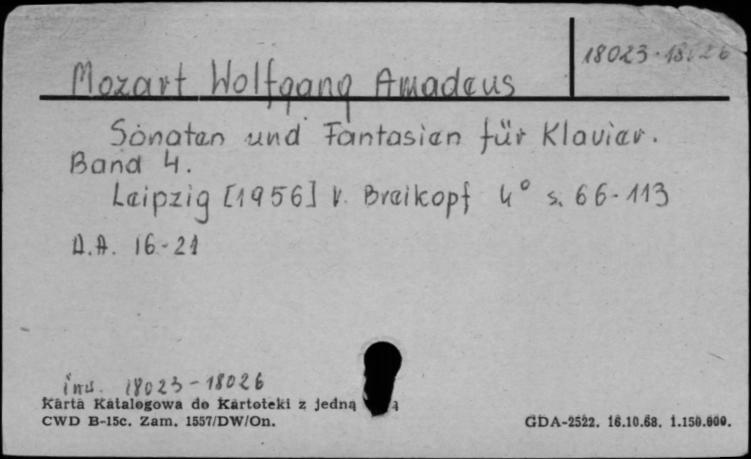 18023-18026
Mozart Wolfgang Amadeus
Sonaten und Fantasien für Klavier.
Band 4.
Leipzig [1956] V. Breikopf 4° s. 66-113
D.A. 16-21
inw. 18023-18026
Karta Katalogowa do Kartoteki z jedną
CWD B-15c. Zam. 1557/DW/On.
GDA-2522. 16.10.68. 1.150.000.